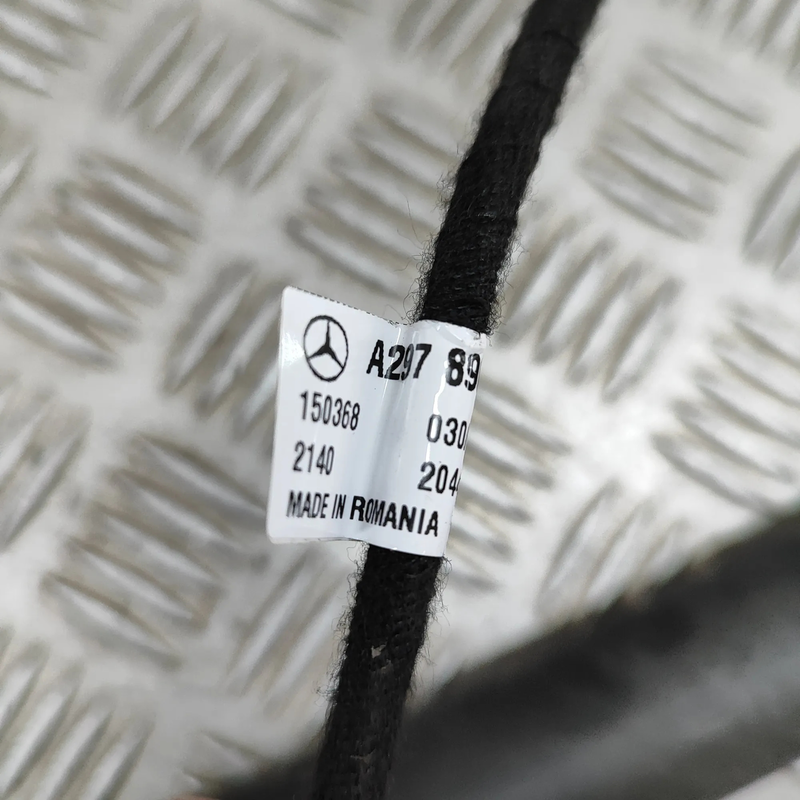 A297 89
150368 030
2140 204
MADE IN ROMANIA